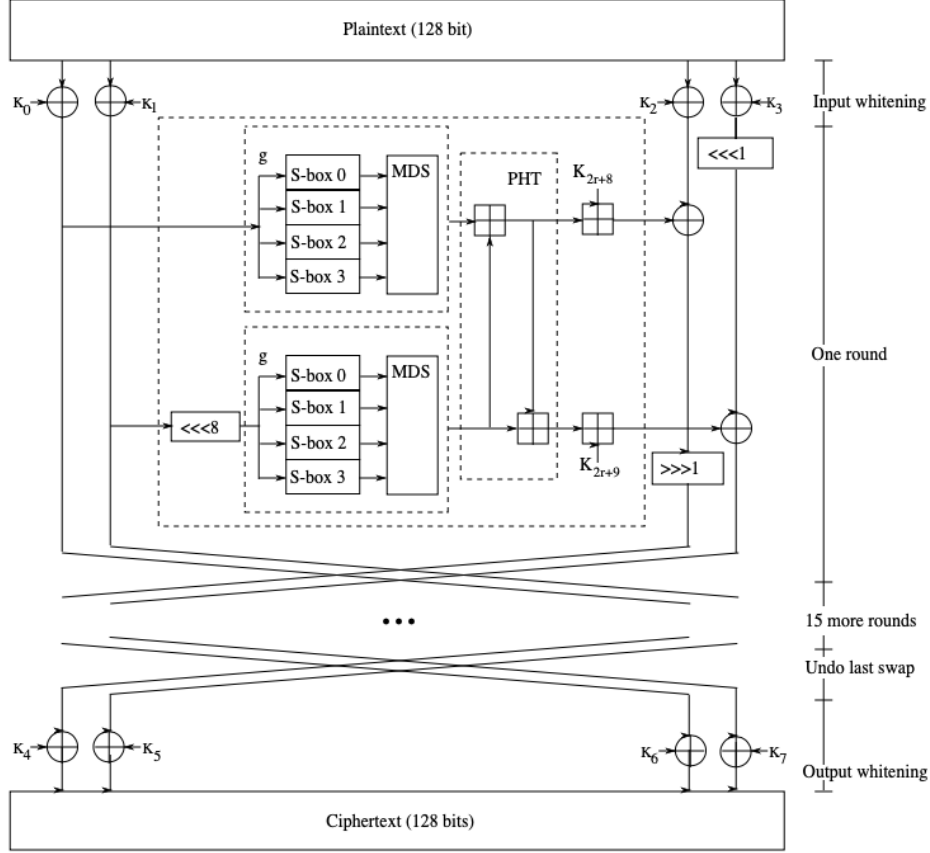 Plaintext (128 bit)
K0
K1
K2
K3
Input whitening
<<<1
g
S-box 0
S-box 1
S-box 2
S-box 3
MDS
PHT
K2r+8
One round
<<<8
g
S-box 0
S-box 1
S-box 2
S-box 3
MDS
K2r+9
>>>1
...
15 more rounds
Undo last swap
K4
K5
K6
K7
Output whitening
Ciphertext (128 bits)